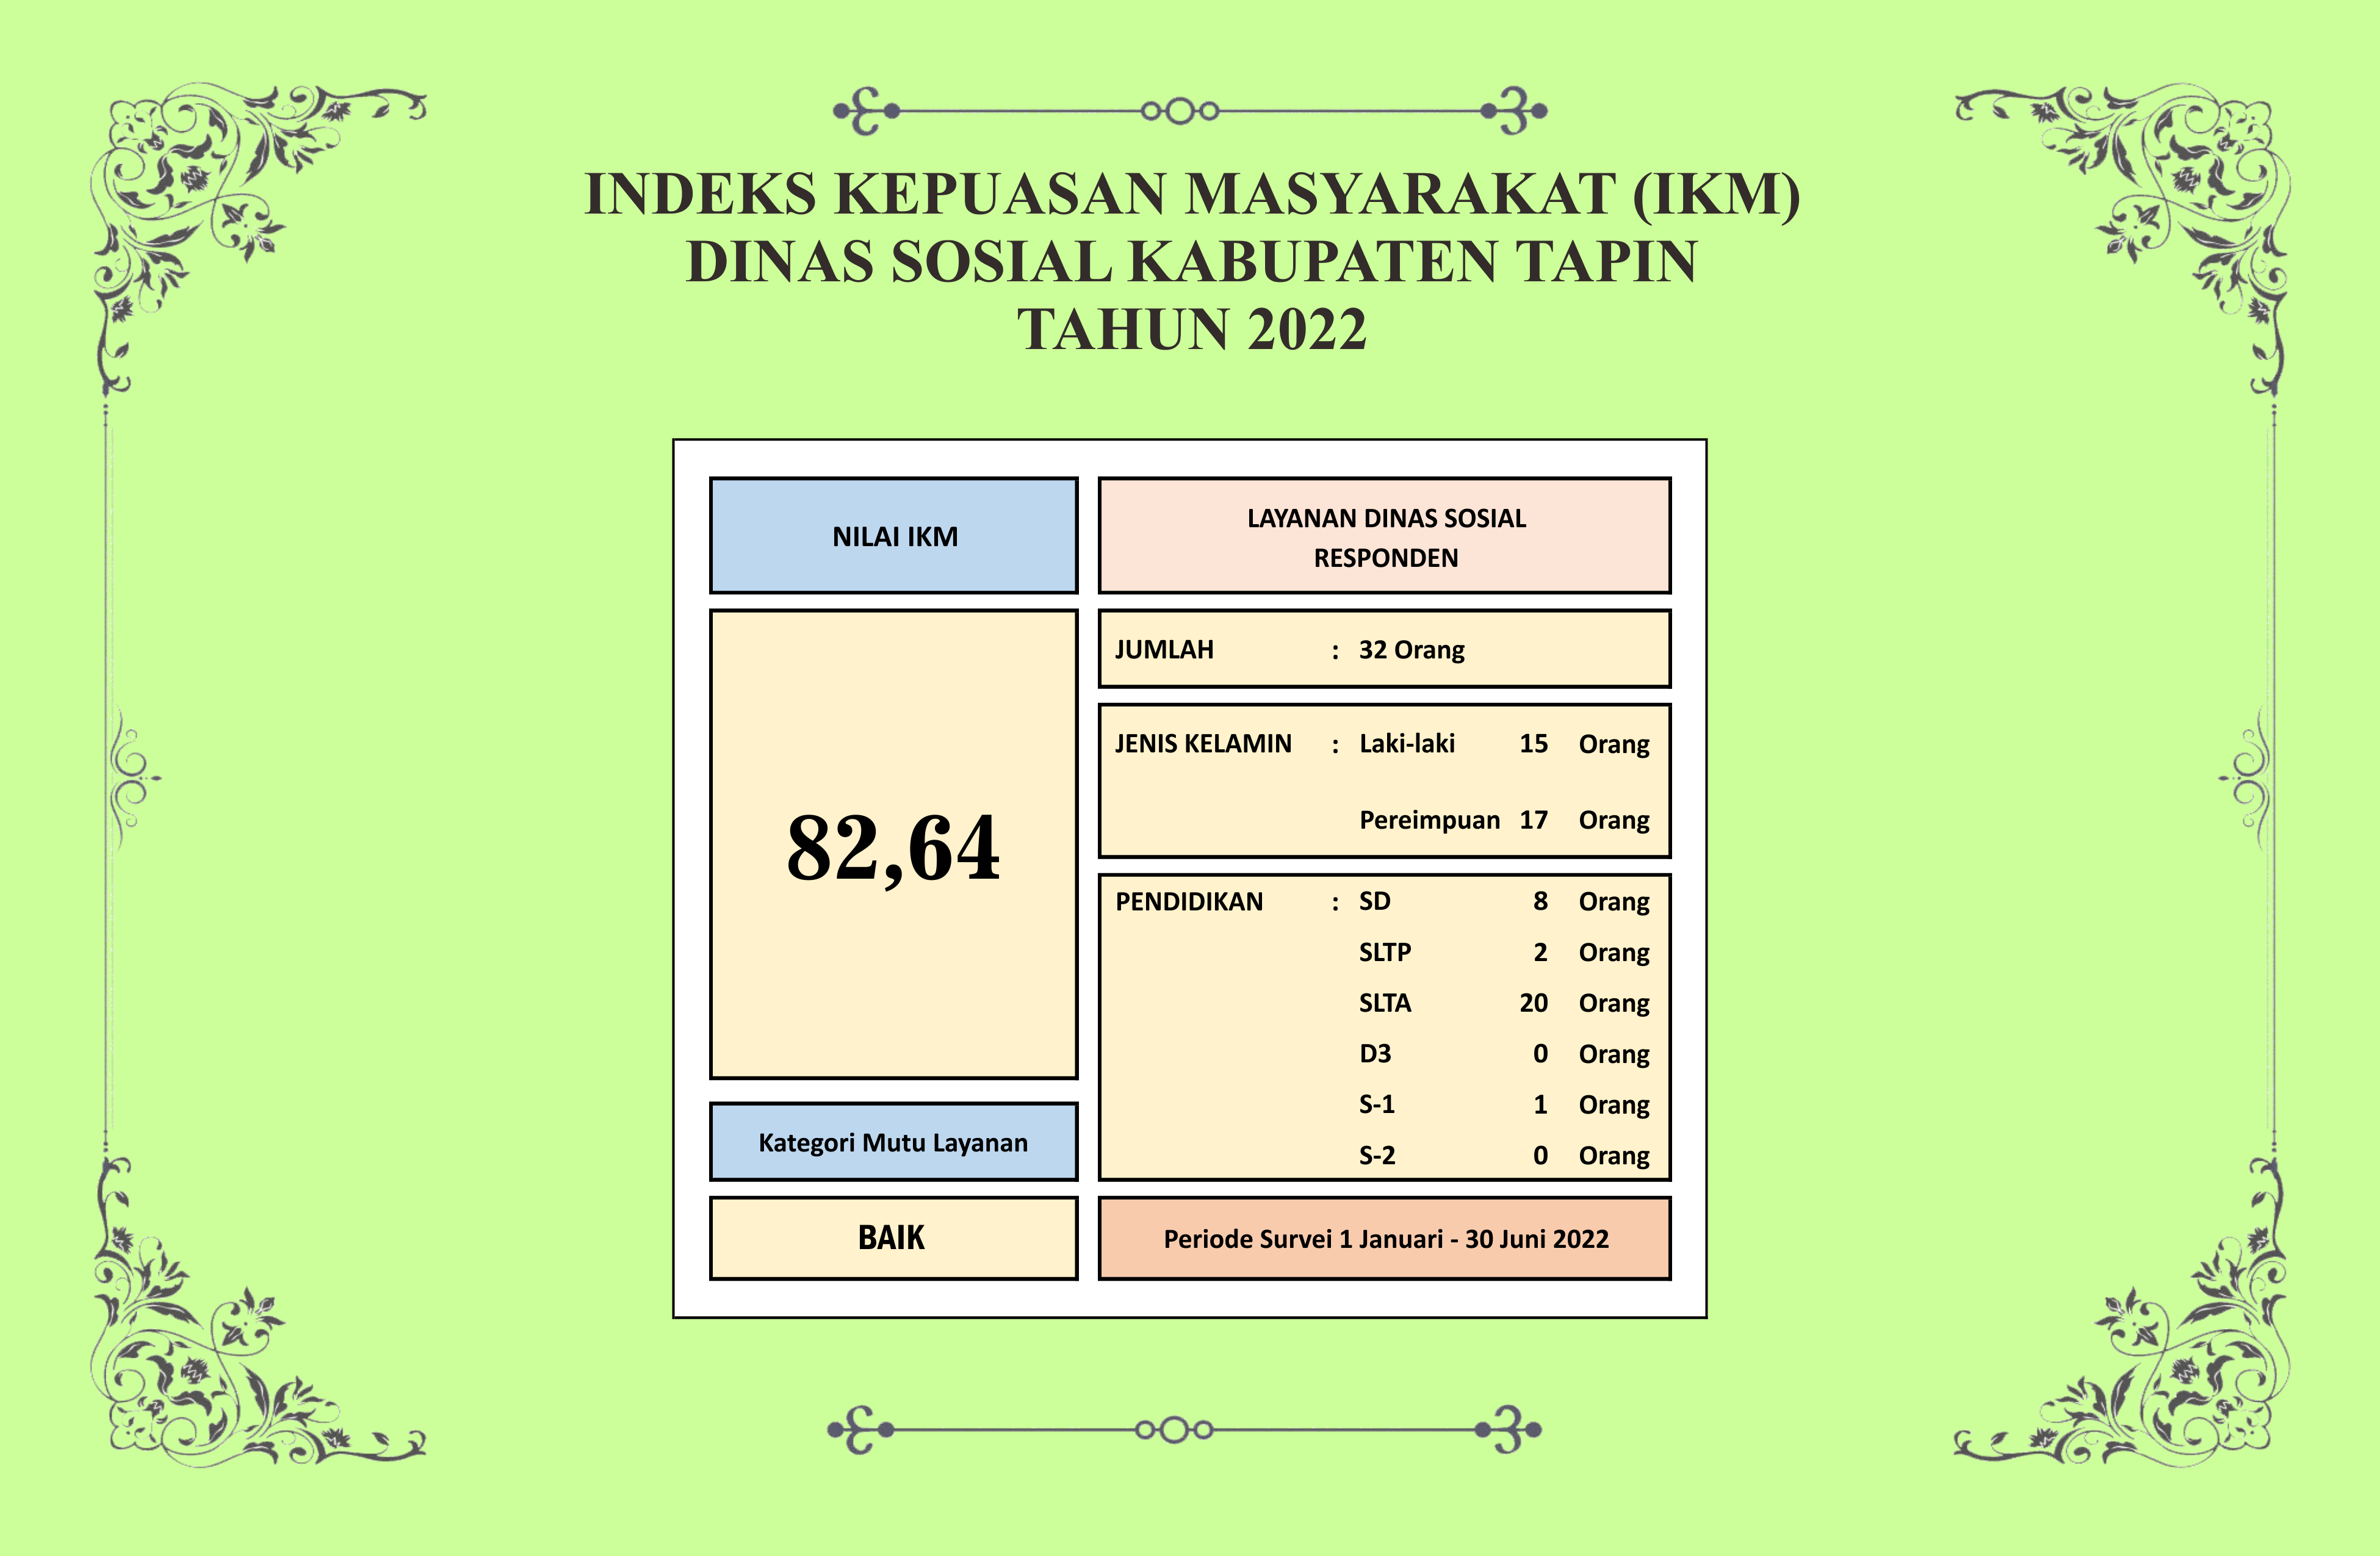 INDEKS KEPUASAN MASYARAKAT (IKM)
DINAS SOSIAL KABUPATEN TAPIN
TAHUN 2022
NILAI IKM
82,64
Kategori Mutu Layanan
BAIK
LAYANAN DINAS SOSIAL
RESPONDEN
JUMLAH : 32 Orang
JENIS KELAMIN : Laki-laki 15 Orang
Pereimpuan 17 Orang
PENDIDIKAN : SD 8 Orang
SLTP 2 Orang
SLTA 20 Orang
D3 0 Orang
S-1 1 Orang
S-2 0 Orang
Periode Survei 1 Januari - 30 Juni 2022